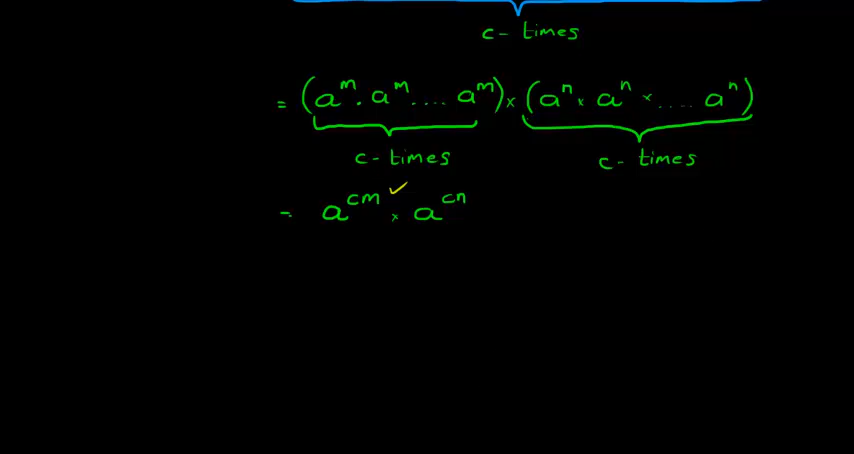 c - times
= (a^m . a^m .... a^m) × (a^n × a^n × .... a^n)
c - times c - times
= a^cm × a^cn